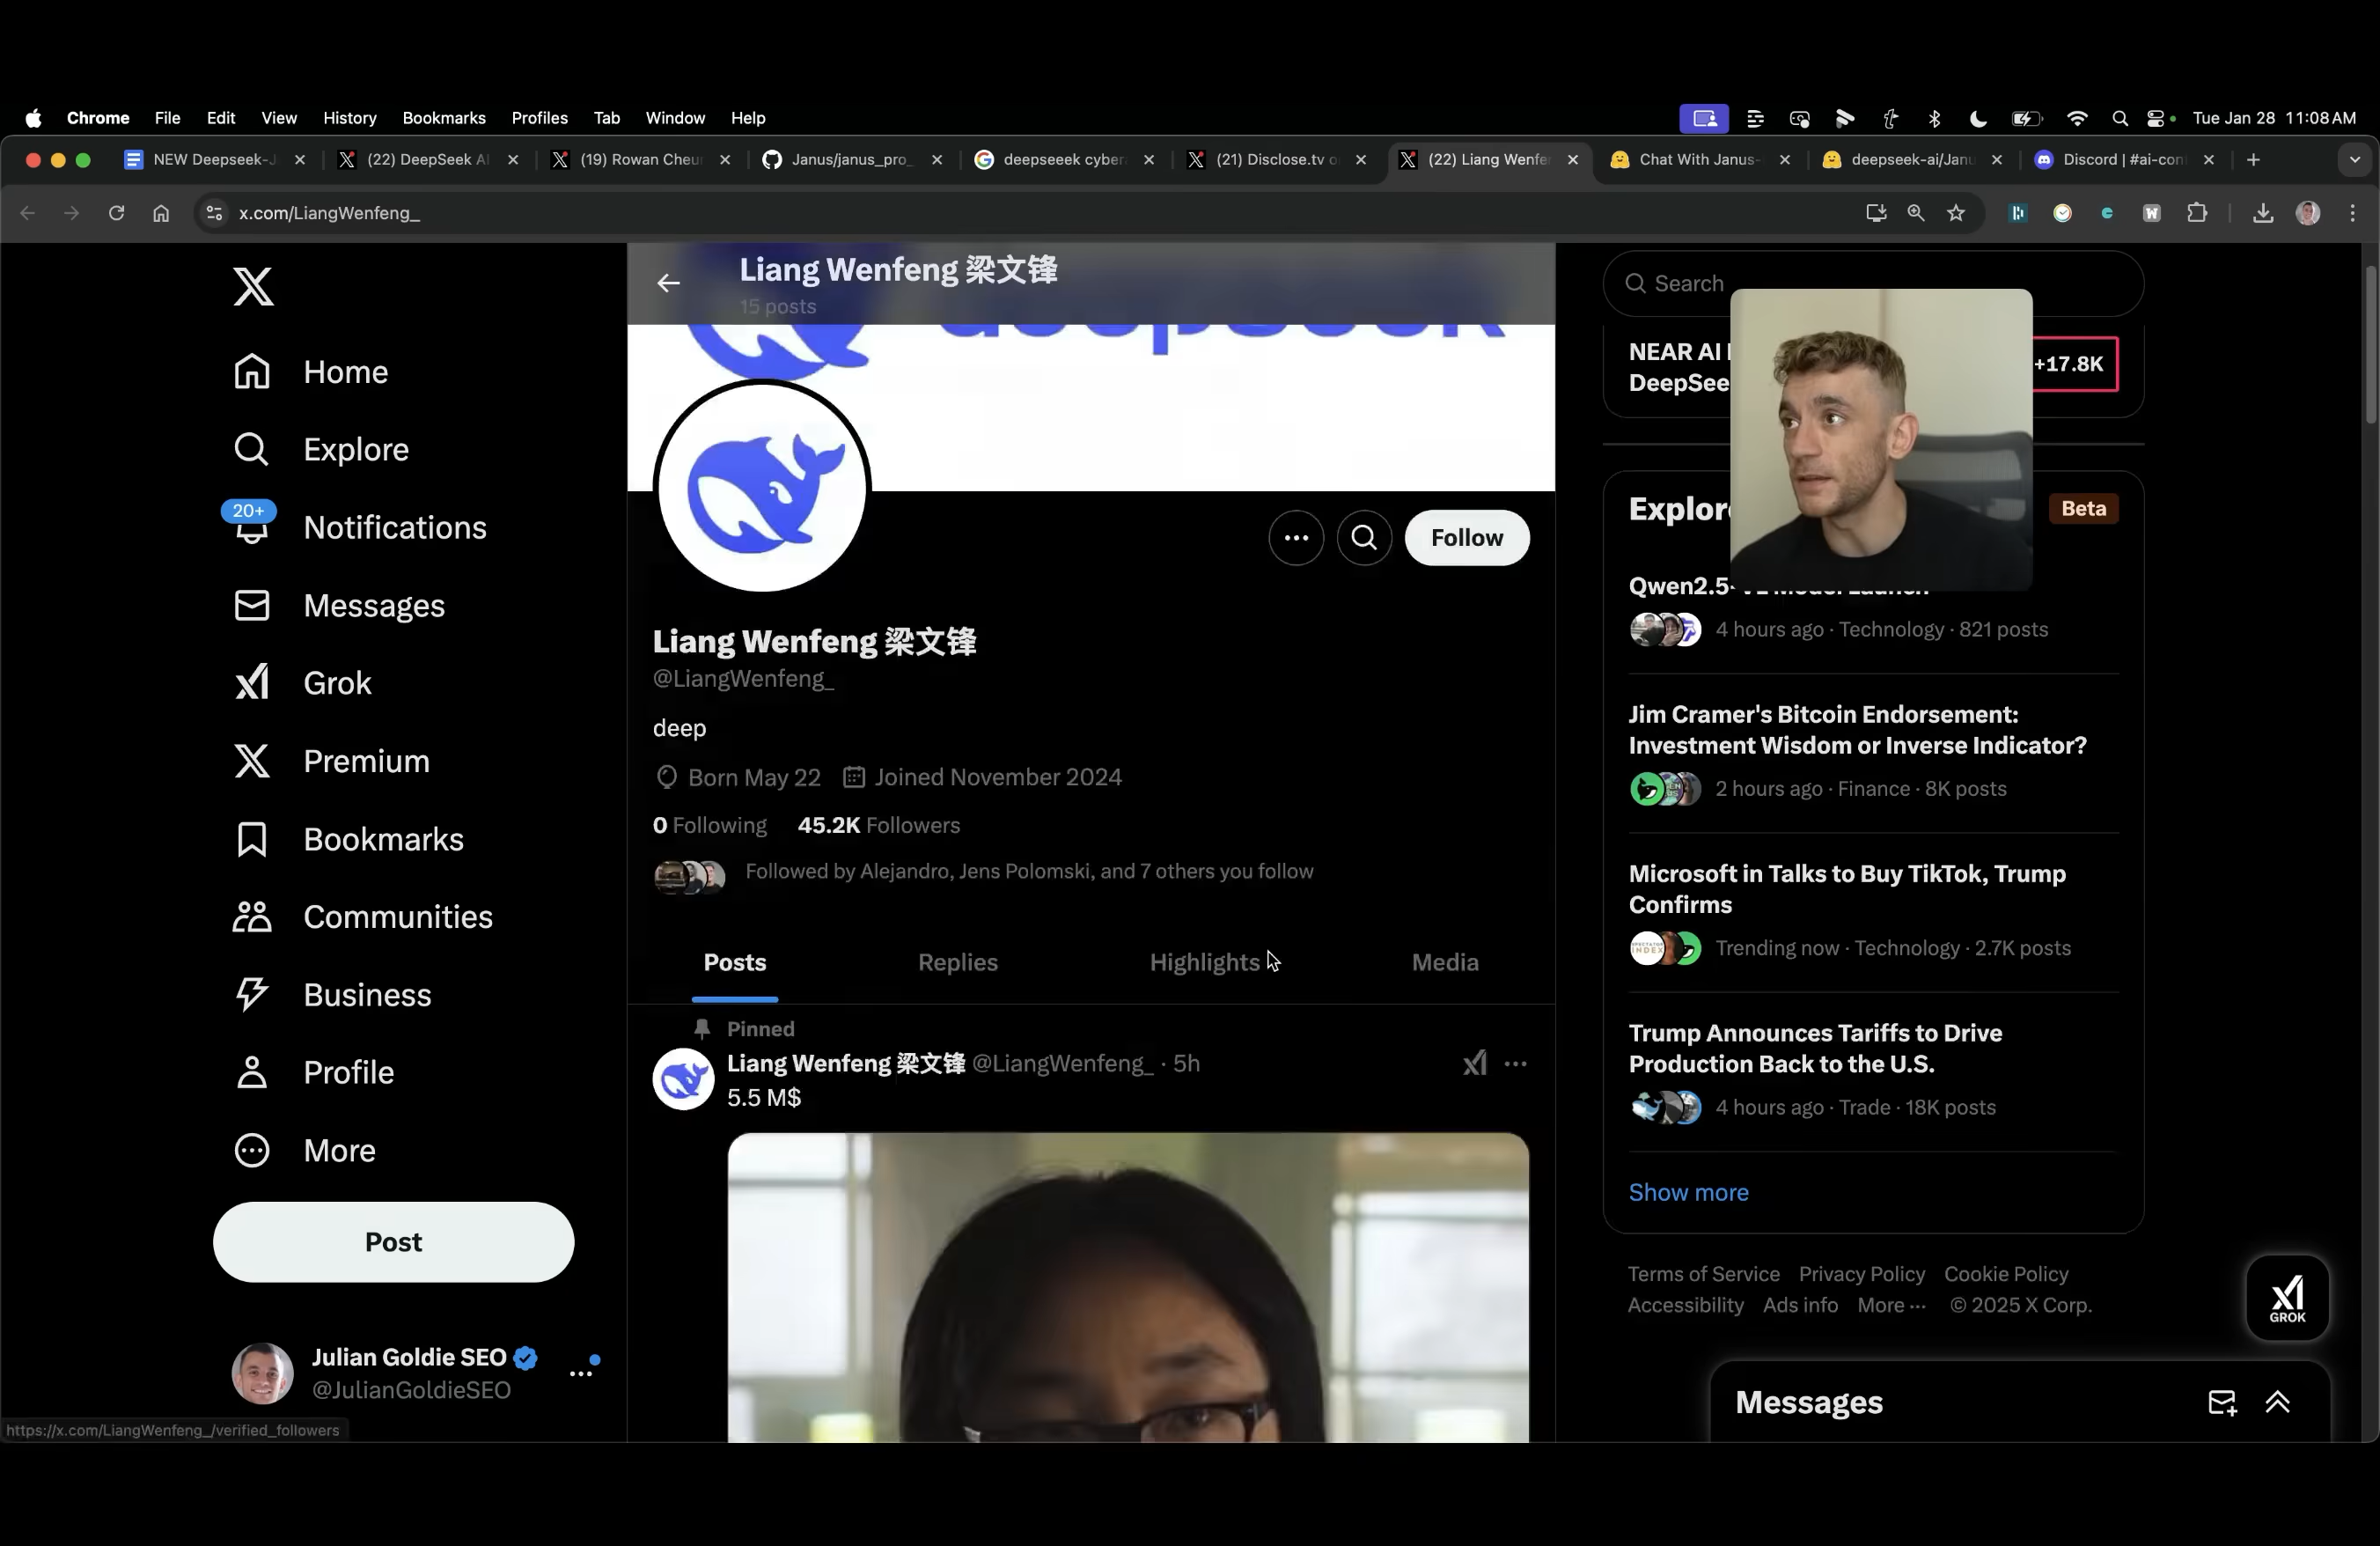 Chrome File Edit View History Bookmarks Profiles Tab Window Help
Tue Jan 28 11:08 AM
NEW Deepseek-J
(22) DeepSeek AI
(19) Rowan Cheu
Janus/janus_pro_
deepseeek cyber
(21) Disclose.tv o
(22) Liang Wenfe
Chat With Janus-
deepseek-ai/Janu
Discord | #ai-con
x.com/LiangWenfeng_
Home
Explore
20+
Notifications
Messages
Grok
Premium
Bookmarks
Communities
Business
Profile
More
Post
Julian Goldie SEO
@JulianGoldieSEO
https://x.com/LiangWenfeng_/verified_followers
Liang Wenfeng 梁文锋
15 posts
deepseek
Follow
Liang Wenfeng 梁文锋
@LiangWenfeng_
deep
Born May 22 Joined November 2024
0 Following 45.2K Followers
Followed by Alejandro, Jens Polomski, and 7 others you follow
Posts Replies Highlights Media
Pinned
Liang Wenfeng 梁文锋 @LiangWenfeng_ · 5h
5.5 M$
Search
NEAR AI
DeepSee
+17.8K
Explor
Beta
Qwen2.5-VL Model Launch
4 hours ago · Technology · 821 posts
Jim Cramer's Bitcoin Endorsement:
Investment Wisdom or Inverse Indicator?
2 hours ago · Finance · 8K posts
Microsoft in Talks to Buy TikTok, Trump
Confirms
Trending now · Technology · 2.7K posts
Trump Announces Tariffs to Drive
Production Back to the U.S.
4 hours ago · Trade · 18K posts
Show more
Terms of Service Privacy Policy Cookie Policy
Accessibility Ads info More ··· © 2025 X Corp.
GROK
Messages